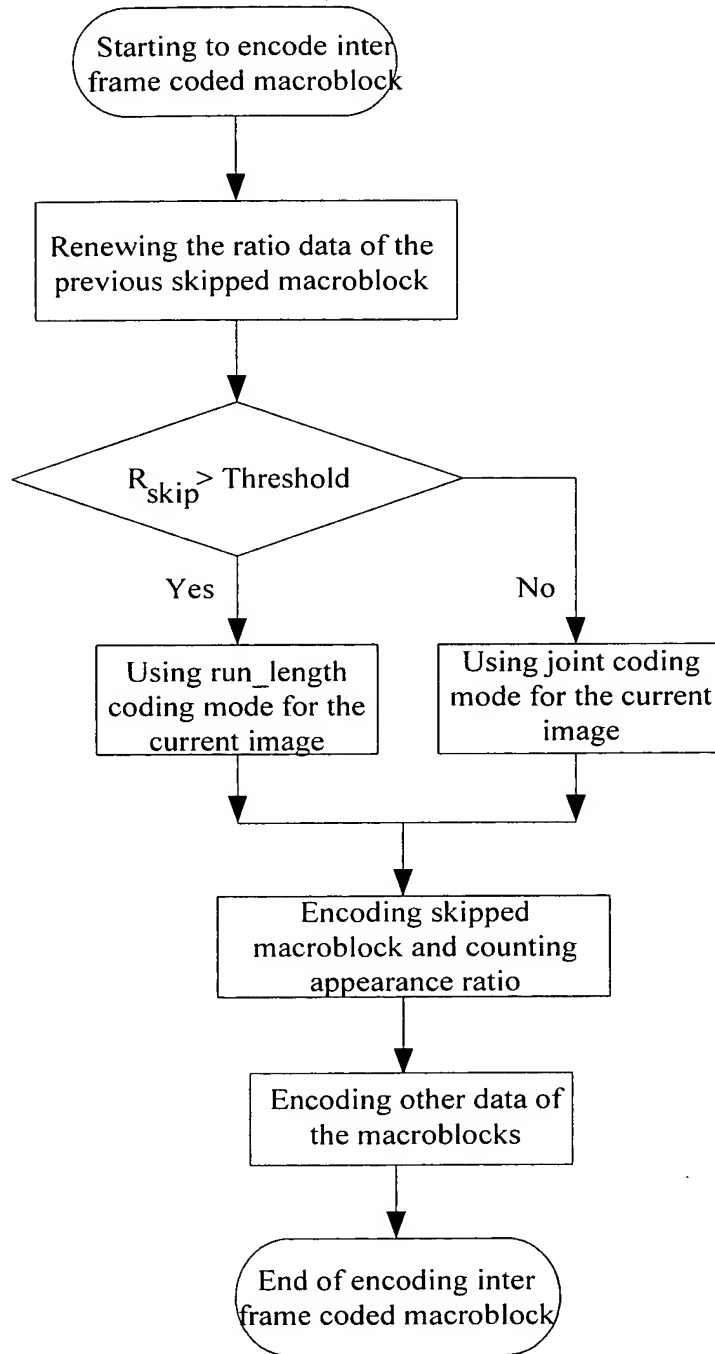 Starting to encode inter
frame coded macroblock
Renewing the ratio data of the
previous skipped macroblock
R_skip > Threshold
Yes
No
Using run_length
coding mode for the
current image
Using joint coding
mode for the current
image
Encoding skipped
macroblock and counting
appearance ratio
Encoding other data of
the macroblocks
End of encoding inter
frame coded macroblock